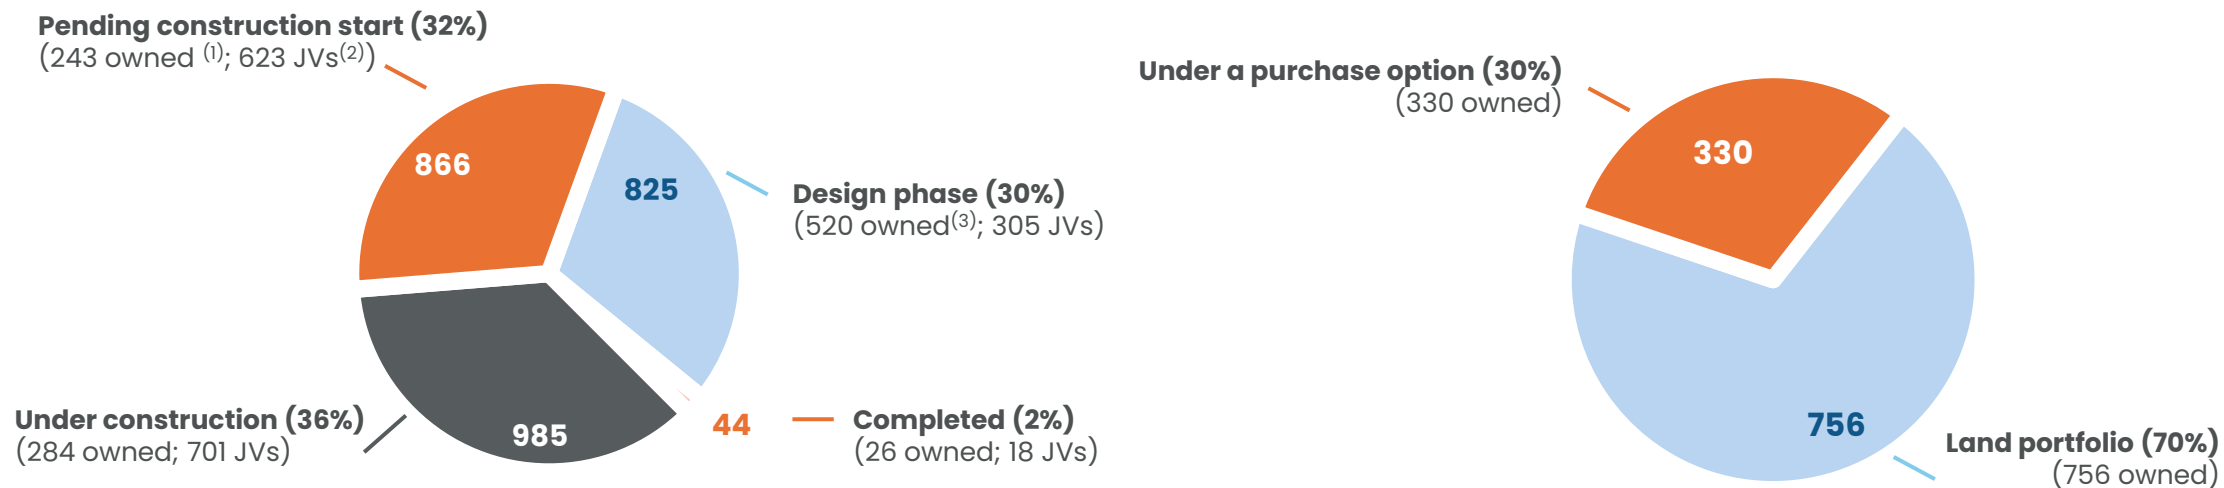 Pending construction start (32%)
(243 owned (1); 623 JVs(2))
866
825
Design phase (30%)
(520 owned(3); 305 JVs)
Under construction (36%)
(284 owned; 701 JVs)
985
44
Completed (2%)
(26 owned; 18 JVs)
Under a purchase option (30%)
(330 owned)
330
756
Land portfolio (70%)
(756 owned)